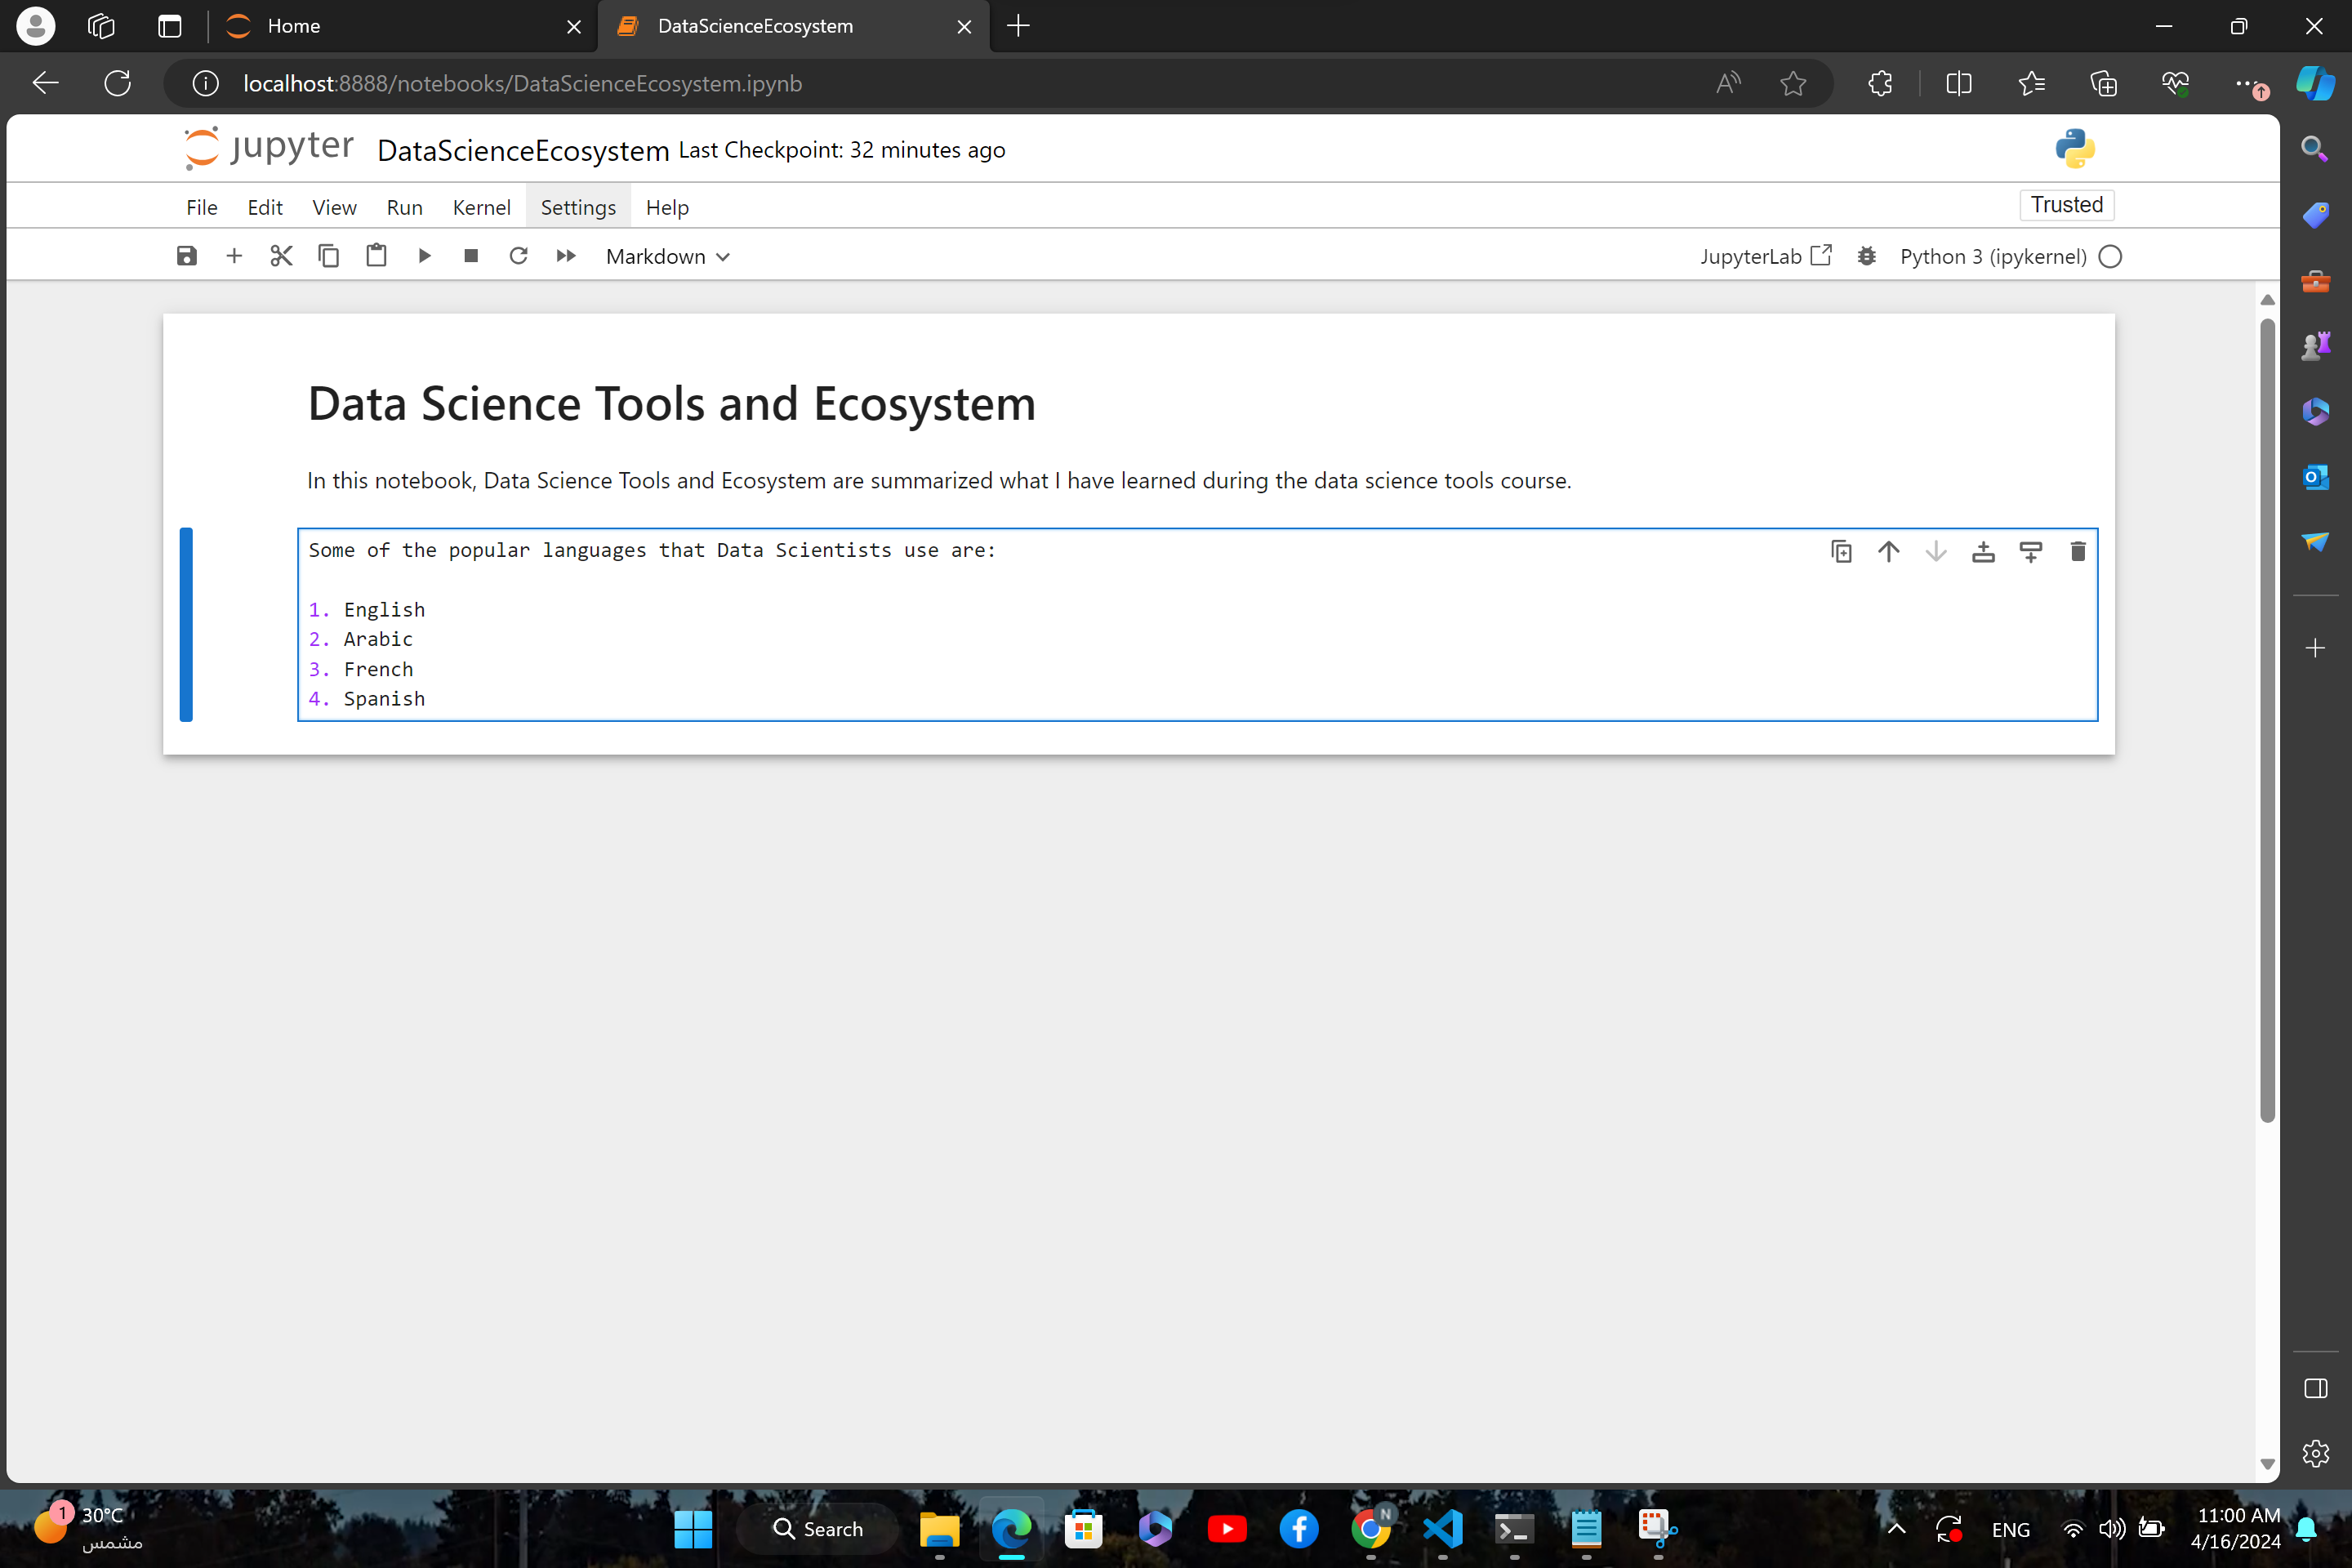 Home
DataScienceEcosystem
localhost:8888/notebooks/DataScienceEcosystem.ipynb
jupyter DataScienceEcosystem Last Checkpoint: 32 minutes ago
File Edit View Run Kernel Settings Help
Trusted
Markdown
JupyterLab
Python 3 (ipykernel)
Data Science Tools and Ecosystem
In this notebook, Data Science Tools and Ecosystem are summarized what I have learned during the data science tools course.
Some of the popular languages that Data Scientists use are:
1. English
2. Arabic
3. French
4. Spanish
1
30°C
مشمس
Search
N
ENG
11:00 AM
4/16/2024